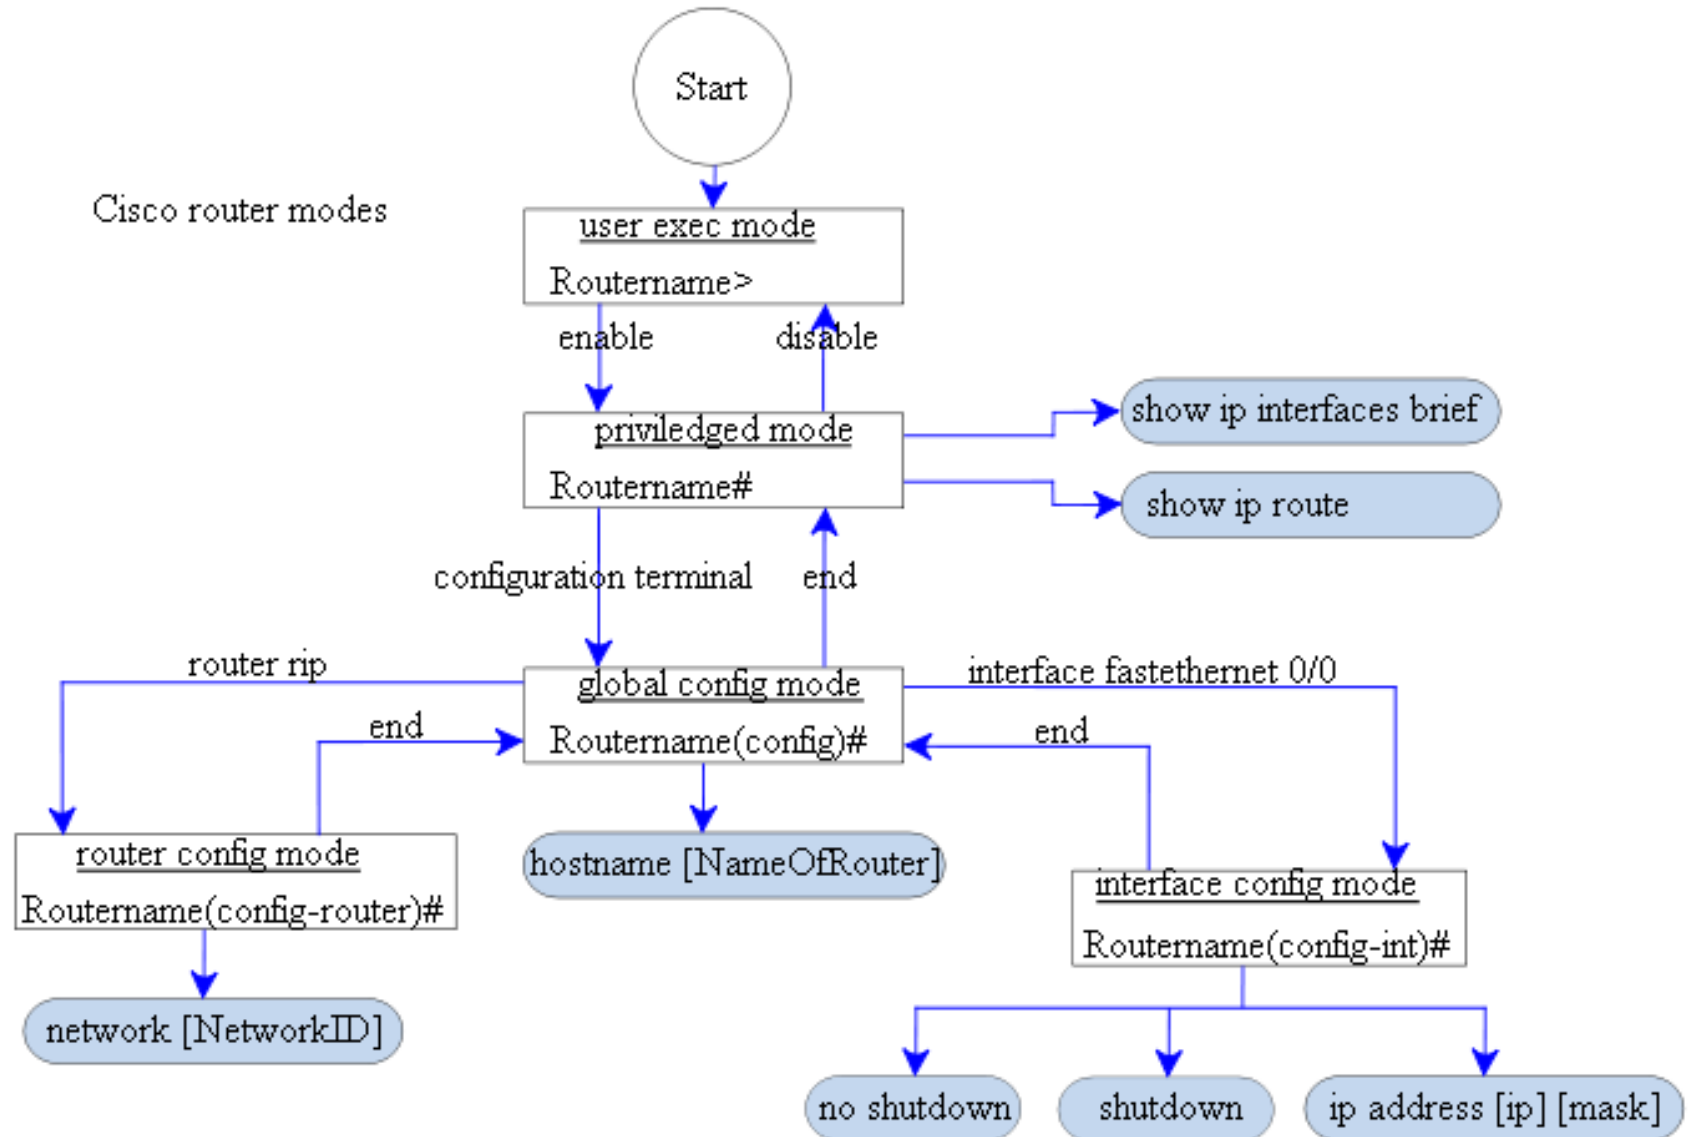 Start
Cisco router modes
user exec mode
Routername>
enable
disable
priviledged mode
Routername#
show ip interfaces brief
show ip route
configuration terminal
end
router rip
global config mode
Routername(config)#
interface fastethernet 0/0
end
end
hostname [NameOfRouter]
router config mode
Routername(config-router)#
interface config mode
Routername(config-int)#
network [NetworkID]
no shutdown
shutdown
ip address [ip] [mask]